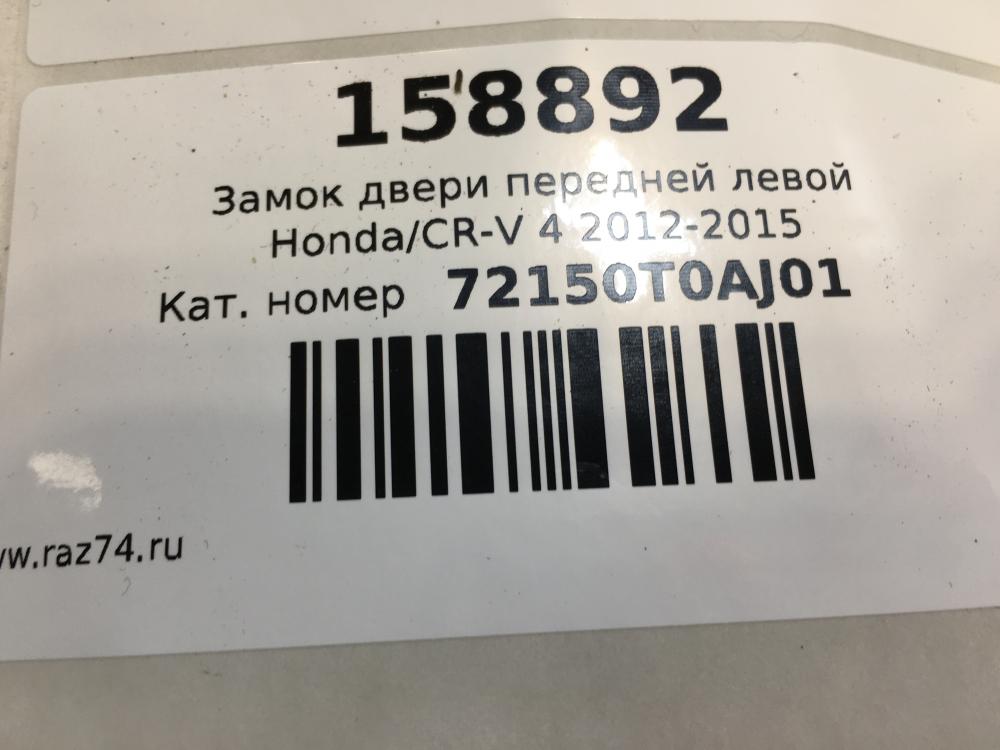 158892
Замок двери передней левой
Honda/CR-V 4 2012-2015
Кат. номер 72150T0AJ01
w.raz74.ru